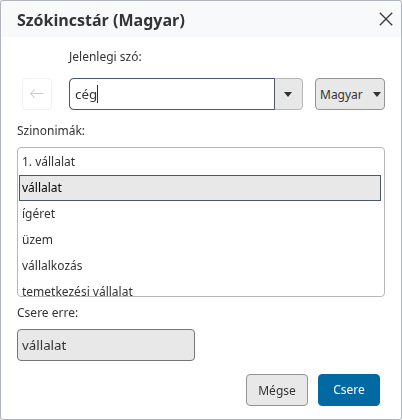 Szókincstár (Magyar)
Jelenlegi szó:
cég
Magyar
Szinonimák:
1. vállalat
vállalat
ígéret
üzem
vállalkozás
temetkezési vállalat
Csere erre:
vállalat
Mégse
Csere